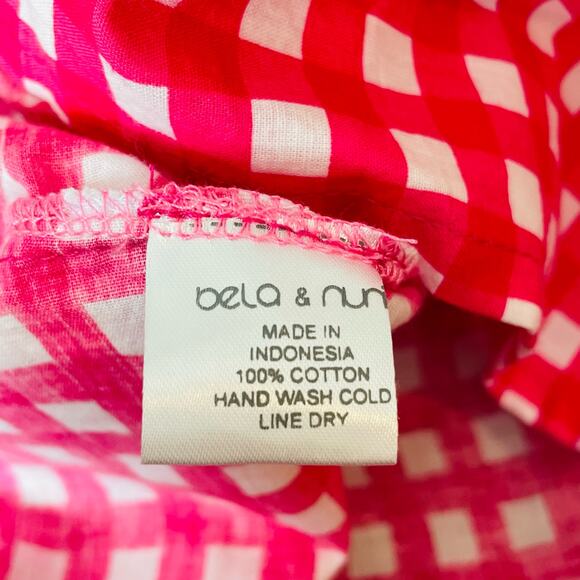 bela & nuni
MADE IN
INDONESIA
100% COTTON
HAND WASH COLD
LINE DRY